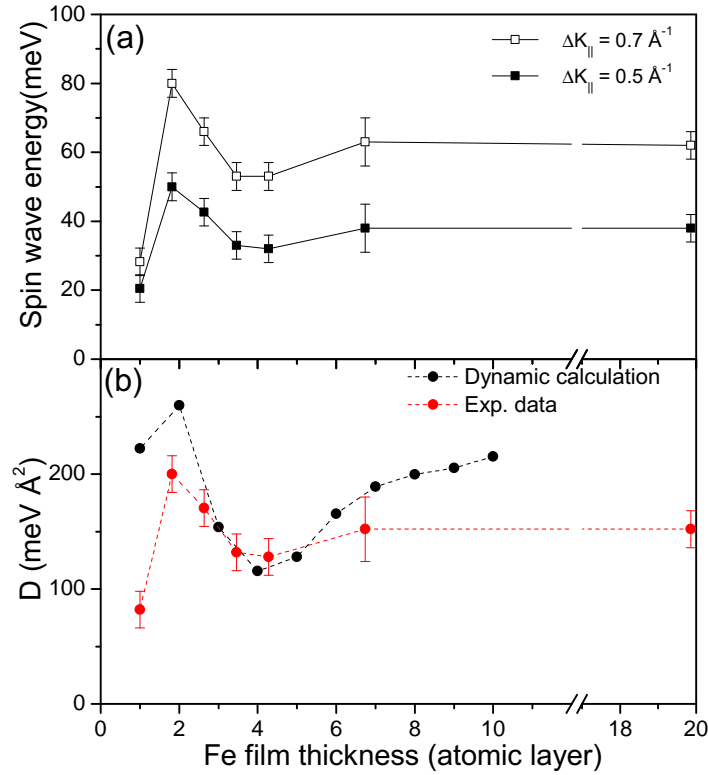 100
(a)
ΔK|| = 0.7 Å⁻¹
ΔK|| = 0.5 Å⁻¹
80
60
40
20
0
Spin wave energy(meV)
(b)
Dynamic calculation
Exp. data
200
100
0
D (meV Å²)
0 2 4 6 8 10 18 20
Fe film thickness (atomic layer)